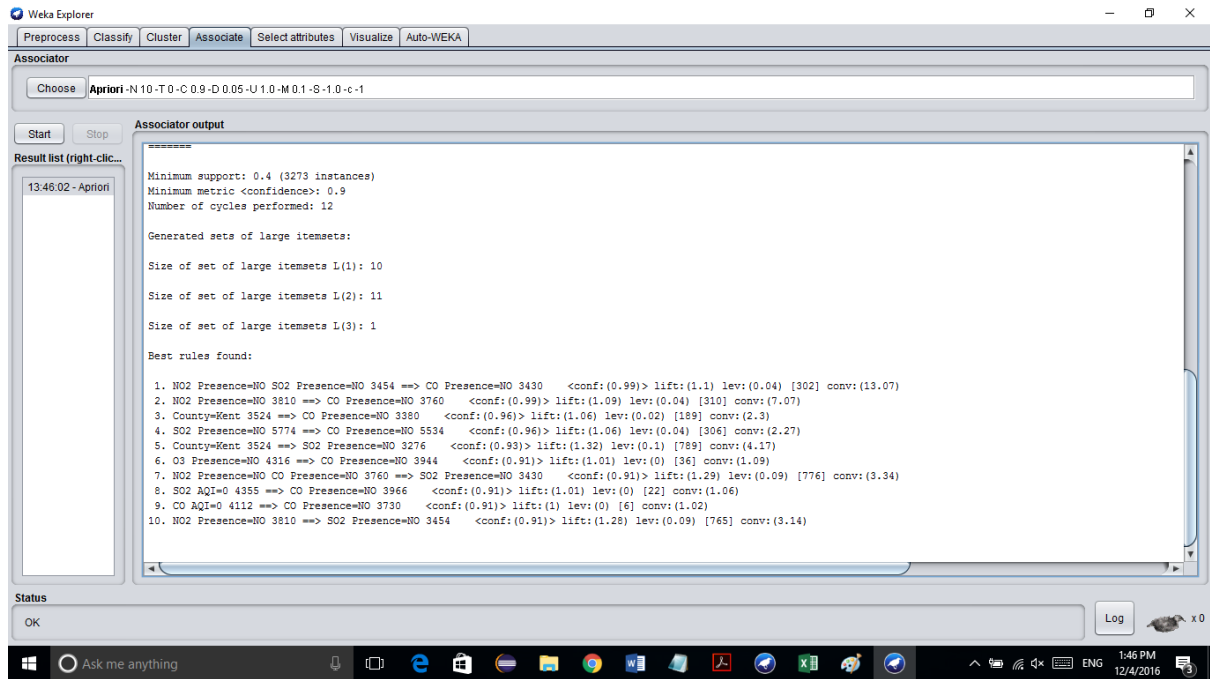 Weka Explorer
Preprocess Classify Cluster Associate Select attributes Visualize Auto-WEKA
Associator
Choose Apriori -N 10 -T 0 -C 0.9 -D 0.05 -U 1.0 -M 0.1 -S -1.0 -c -1
Start Stop
Result list (right-clic...
13:46:02 - Apriori
Associator output
=======
Minimum support: 0.4 (3273 instances)
Minimum metric <confidence>: 0.9
Number of cycles performed: 12
Generated sets of large itemsets:
Size of set of large itemsets L(1): 10
Size of set of large itemsets L(2): 11
Size of set of large itemsets L(3): 1
Best rules found:
1. NO2 Presence=NO SO2 Presence=NO 3454 ==> CO Presence=NO 3430 <conf:(0.99)> lift:(1.1) lev:(0.04) [302] conv:(13.07)
2. NO2 Presence=NO 3810 ==> CO Presence=NO 3760 <conf:(0.99)> lift:(1.09) lev:(0.04) [310] conv:(7.07)
3. County=Kent 3524 ==> CO Presence=NO 3380 <conf:(0.96)> lift:(1.06) lev:(0.02) [189] conv:(2.3)
4. SO2 Presence=NO 5774 ==> CO Presence=NO 5534 <conf:(0.96)> lift:(1.06) lev:(0.04) [306] conv:(2.27)
5. County=Kent 3524 ==> SO2 Presence=NO 3276 <conf:(0.93)> lift:(1.32) lev:(0.1) [789] conv:(4.17)
6. O3 Presence=NO 4316 ==> CO Presence=NO 3944 <conf:(0.91)> lift:(1.01) lev:(0) [36] conv:(1.09)
7. NO2 Presence=NO CO Presence=NO 3760 ==> SO2 Presence=NO 3430 <conf:(0.91)> lift:(1.29) lev:(0.09) [776] conv:(3.34)
8. SO2 AQI=0 4355 ==> CO Presence=NO 3966 <conf:(0.91)> lift:(1.01) lev:(0) [22] conv:(1.06)
9. CO AQI=0 4112 ==> CO Presence=NO 3730 <conf:(0.91)> lift:(1) lev:(0) [6] conv:(1.02)
10. NO2 Presence=NO 3810 ==> SO2 Presence=NO 3454 <conf:(0.91)> lift:(1.28) lev:(0.09) [765] conv:(3.14)
Status
OK
Log
x 0
Ask me anything
ENG
1:46 PM
12/4/2016
3